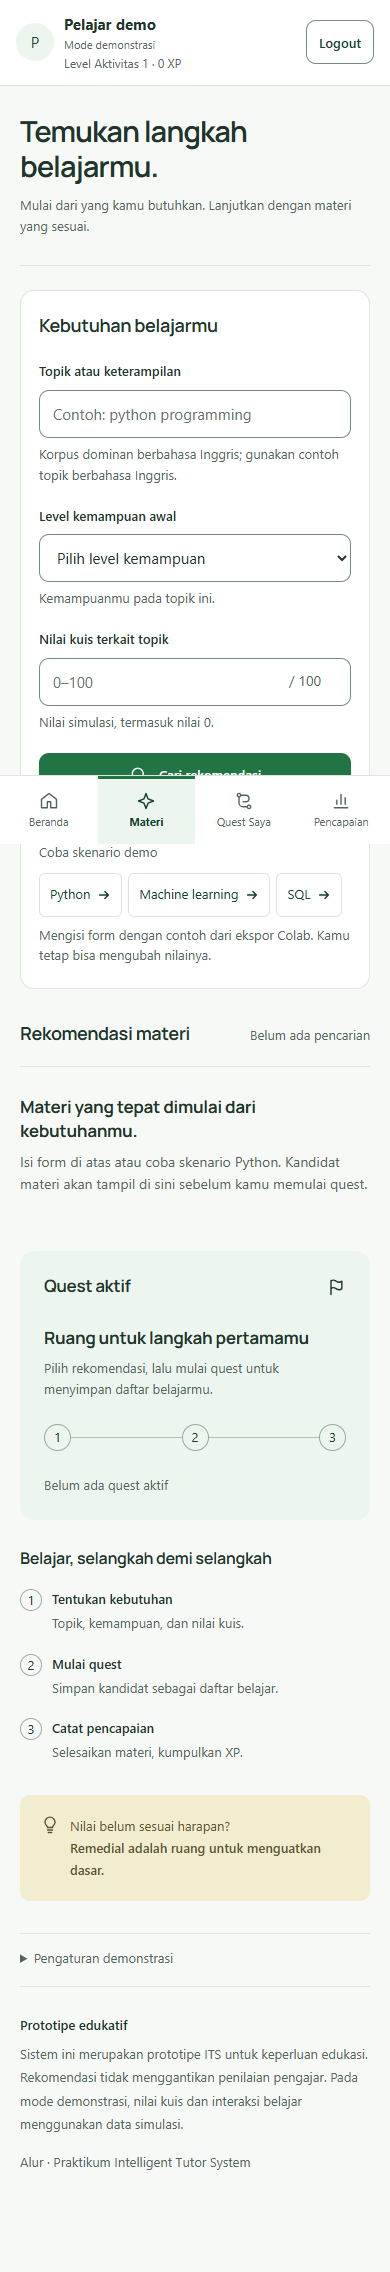 P
Pelajar demo
Mode demonstrasi
Level Aktivitas 1 · 0 XP
Logout
Temukan langkah
belajarmu.
Mulai dari yang kamu butuhkan. Lanjutkan dengan materi
yang sesuai.
Kebutuhan belajarmu
Topik atau keterampilan
Contoh: python programming
Korpus dominan berbahasa Inggris; gunakan contoh
topik berbahasa Inggris.
Level kemampuan awal
Pilih level kemampuan
Kemampuanmu pada topik ini.
Nilai kuis terkait topik
0–100
/ 100
Nilai simulasi, termasuk nilai 0.
Cari rekomendasi
Beranda
Materi
Quest Saya
Pencapaian
Coba skenario demo
Python →
Machine learning →
SQL →
Mengisi form dengan contoh dari ekspor Colab. Kamu
tetap bisa mengubah nilainya.
Rekomendasi materi
Belum ada pencarian
Materi yang tepat dimulai dari
kebutuhanmu.
Isi form di atas atau coba skenario Python. Kandidat
materi akan tampil di sini sebelum kamu memulai quest.
Quest aktif
Ruang untuk langkah pertamamu
Pilih rekomendasi, lalu mulai quest untuk
menyimpan daftar belajarmu.
1
2
3
Belum ada quest aktif
Belajar, selangkah demi selangkah
1 Tentukan kebutuhan
Topik, kemampuan, dan nilai kuis.
2 Mulai quest
Simpan kandidat sebagai daftar belajar.
3 Catat pencapaian
Selesaikan materi, kumpulkan XP.
Nilai belum sesuai harapan?
Remedial adalah ruang untuk menguatkan
dasar.
Pengaturan demonstrasi
Prototipe edukatif
Sistem ini merupakan prototipe ITS untuk keperluan edukasi.
Rekomendasi tidak menggantikan penilaian pengajar. Pada
mode demonstrasi, nilai kuis dan interaksi belajar
menggunakan data simulasi.
Alur · Praktikum Intelligent Tutor System